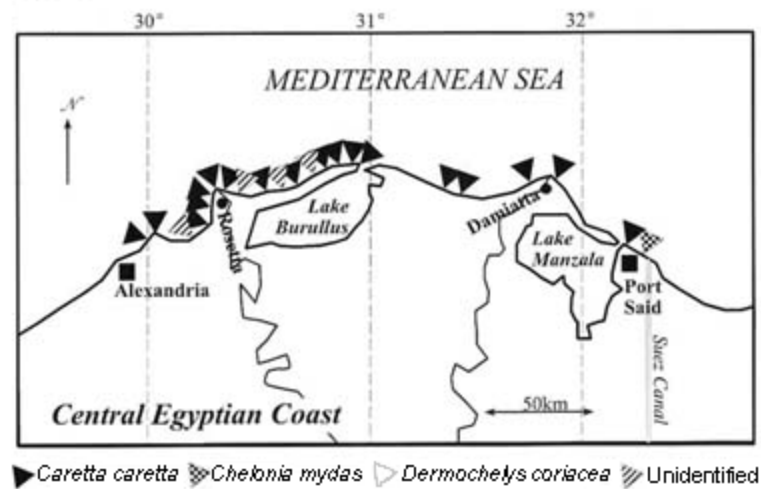 30° 31° 32°
MEDITERRANEAN SEA
N
Rosetta
Lake
Burullus
Damiatta
Lake
Manzala
Alexandria
Port
Said
Suez Canal
50km
Central Egyptian Coast
Caretta caretta Chelonia mydas Dermochelys coriacea Unidentified